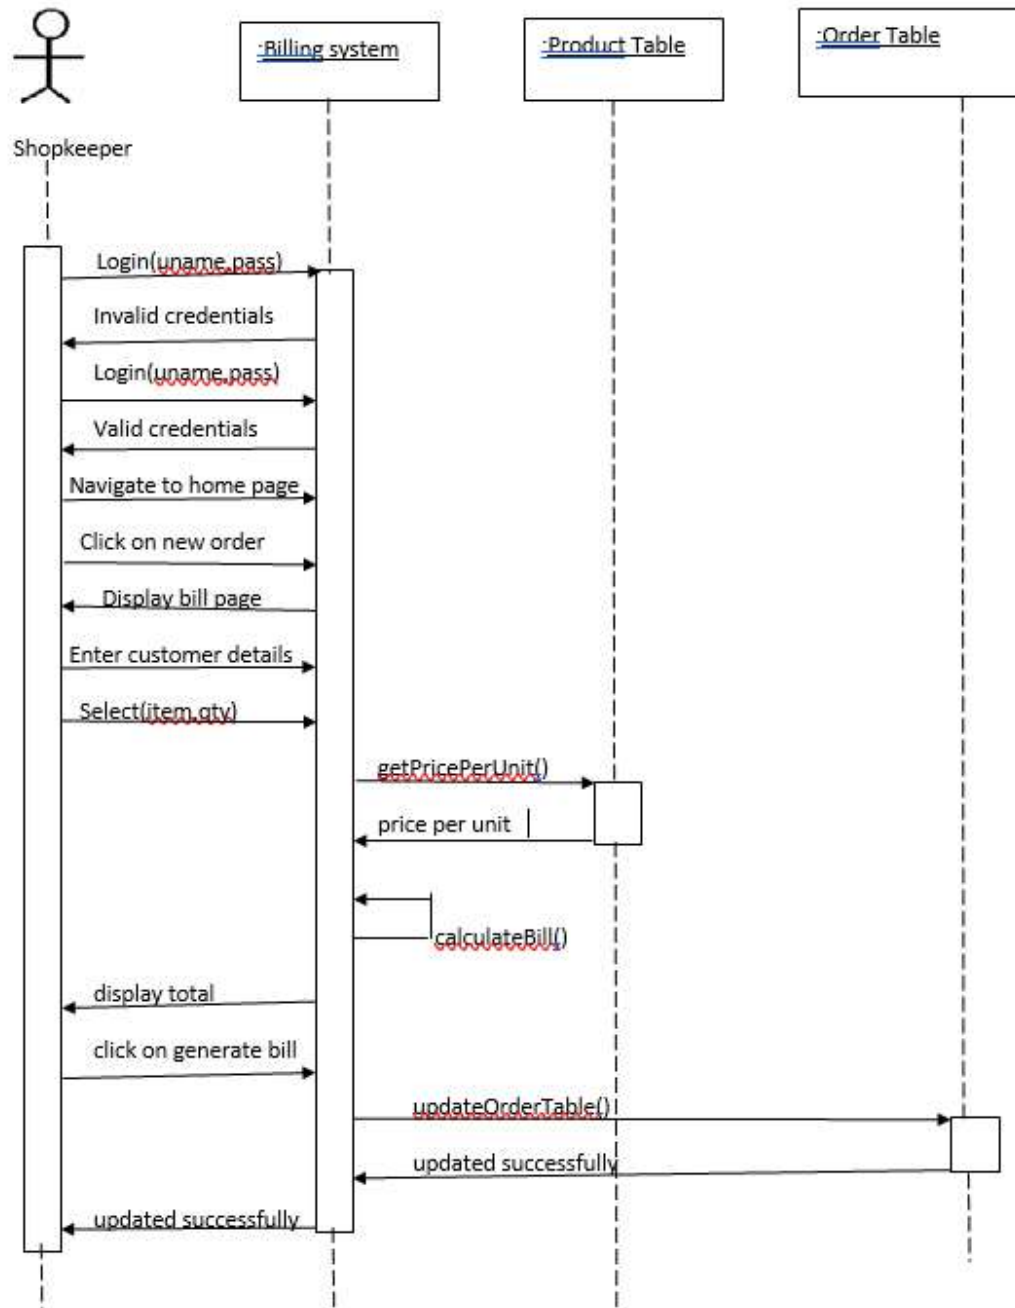 :Billing system
:Product Table
:Order Table
Shopkeeper
Login(uname,pass)
Invalid credentials
Login(uname,pass)
Valid credentials
Navigate to home page
Click on new order
Display bill page
Enter customer details
Select(item,qty)
getPricePerUnit()
price per unit
calculateBill()
display total
click on generate bill
updateOrderTable()
updated successfully
updated successfully